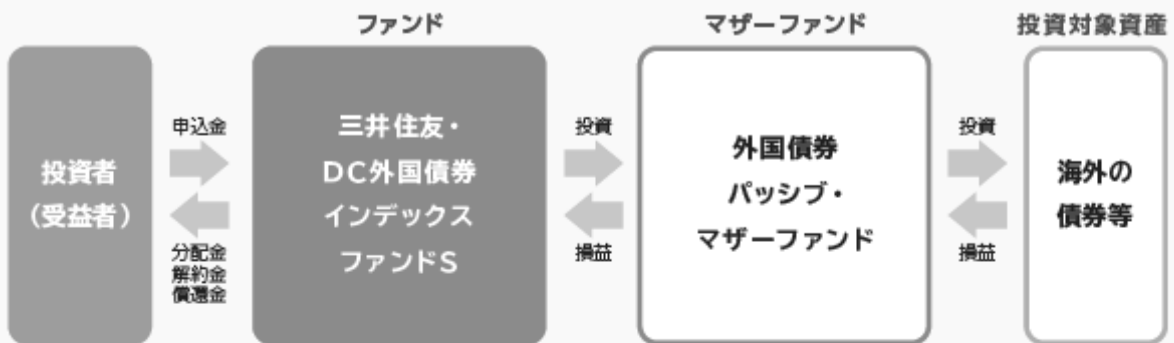 ファンド
マザーファンド
投資対象資産
投資者
（受益者）
申込金
分配金
解約金
償還金
三井住友・
DC外国債券
インデックス
ファンドS
投資
損益
外国債券
パッシブ・
マザーファンド
投資
損益
海外の
債券等